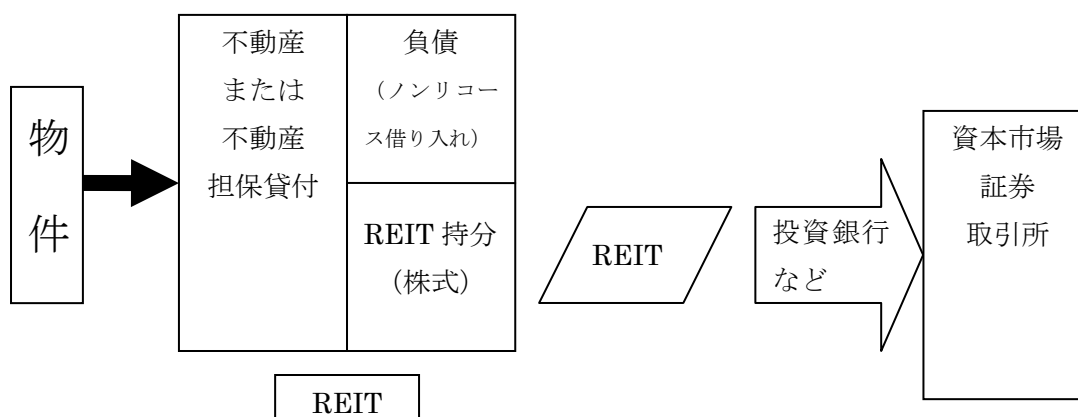 物
件
不動産
または
不動産
担保貸付
負債
（ノンリコー
ス借り入れ）
REIT 持分
（株式）
REIT
投資銀行
など
資本市場
証券
取引所
REIT